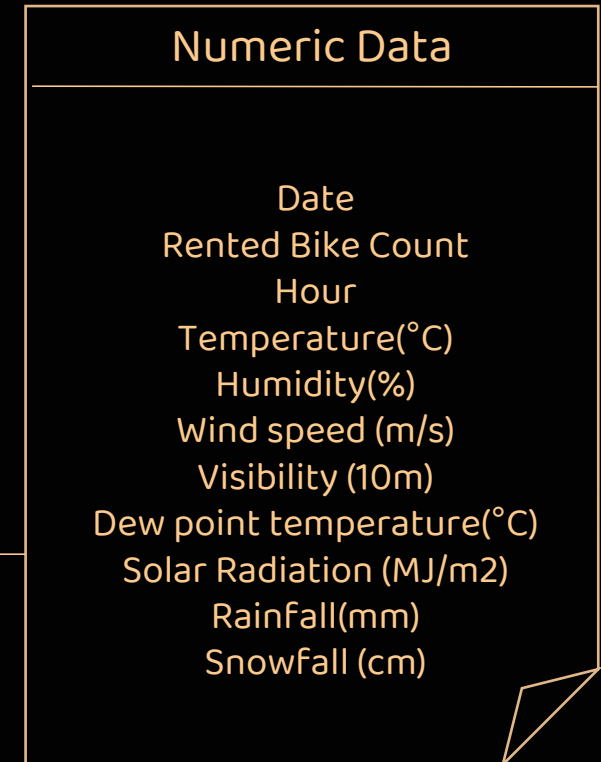 Numeric Data
Date
Rented Bike Count
Hour
Temperature(°C)
Humidity(%)
Wind speed (m/s)
Visibility (10m)
Dew point temperature(°C)
Solar Radiation (MJ/m2)
Rainfall(mm)
Snowfall (cm)